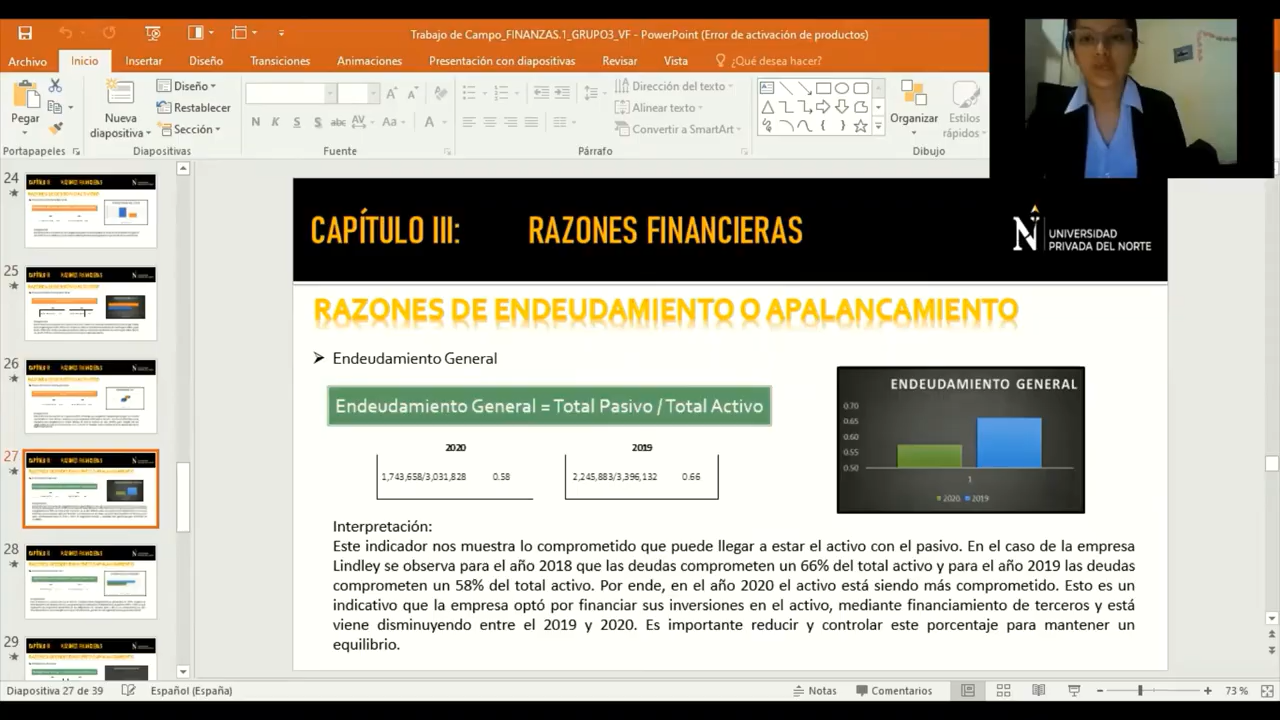 Trabajo de Campo_FINANZAS.1_GRUPO3_VF - PowerPoint (Error de activación de productos)
Archivo Inicio Insertar Diseño Transiciones Animaciones Presentación con diapositivas Revisar Vista ¿Qué desea hacer?
Pegar
Nueva diapositiva
Diseño
Restablecer
Sección
N K S S abc AV Aa A
Dirección del texto
Alinear texto
Convertir a SmartArt
Organizar
Estilos rápidos
Portapapeles Diapositivas Fuente Párrafo Dibujo
24
25
26
27
28
29
CAPÍTULO III: RAZONES FINANCIERAS
N UNIVERSIDAD
PRIVADA DEL NORTE
RAZONES DE ENDEUDAMIENTO O APALANCAMIENTO
Endeudamiento General
Endeudamiento General = Total Pasivo / Total Activo
2020 2019
1,743,658/3,031,828 0.58 2,245,883/3,396,132 0.66
ENDEUDAMIENTO GENERAL
0.70
0.65
0.60
0.55
0.50
1
2020 2019
Interpretación:
Este indicador nos muestra lo comprometido que puede llegar a estar el activo con el pasivo. En el caso de la empresa
Lindley se observa para el año 2018 que las deudas comprometen un 66% del total activo y para el año 2019 las deudas
comprometen un 58% del total activo. Por ende, en el año 2020 el activo está siendo más comprometido. Esto es un
indicativo que la empresa optó por financiar sus inversiones en el activo, mediante financiamiento de terceros y está
viene disminuyendo entre el 2019 y 2020. Es importante reducir y controlar este porcentaje para mantener un
equilibrio.
Diapositiva 27 de 39 Español (España) Notas Comentarios 73 %